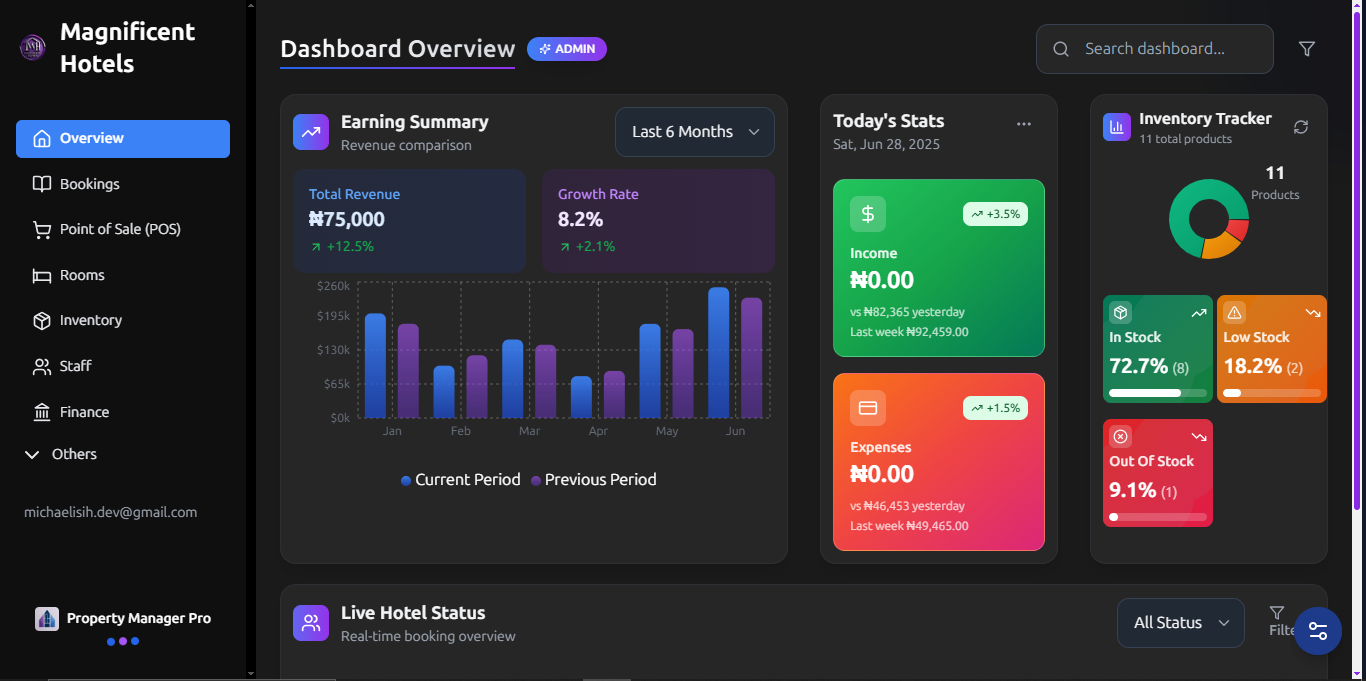 Magnificent
Hotels
Overview
Bookings
Point of Sale (POS)
Rooms
Inventory
Staff
Finance
Others
michaelisih.dev@gmail.com
Property Manager Pro
Dashboard Overview
ADMIN
Search dashboard...
Earning Summary
Revenue comparison
Last 6 Months
Total Revenue
₦75,000
+12.5%
Growth Rate
8.2%
+2.1%
$260k
$195k
$130k
$65k
$0k
Jan Feb Mar Apr May Jun
Current Period Previous Period
Today's Stats
Sat, Jun 28, 2025
+3.5%
Income
₦0.00
vs ₦82,365 yesterday
Last week ₦92,459.00
+1.5%
Expenses
₦0.00
vs ₦46,453 yesterday
Last week ₦49,465.00
Inventory Tracker
11 total products
11
Products
In Stock
72.7% (8)
Low Stock
18.2% (2)
Out Of Stock
9.1% (1)
Live Hotel Status
Real-time booking overview
All Status